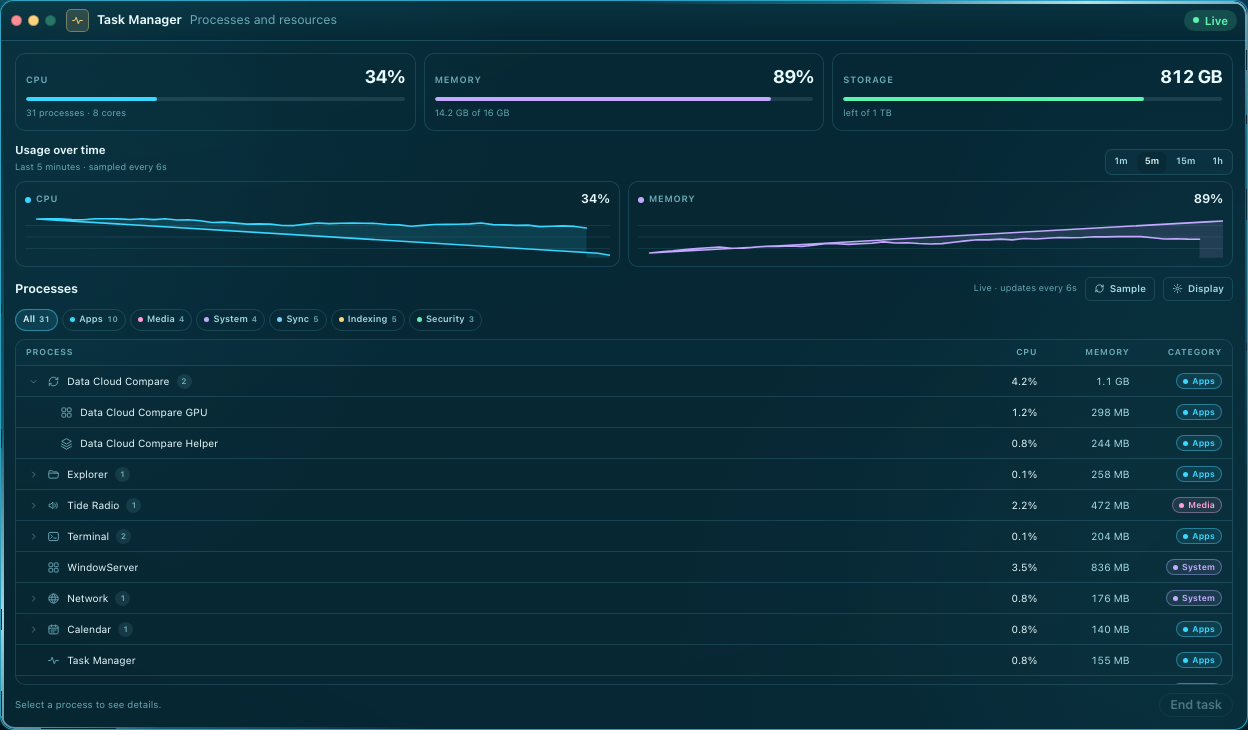 Task Manager Processes and resources Live
CPU 34%
31 processes · 8 cores
MEMORY 89%
14.2 GB of 16 GB
STORAGE 812 GB
left of 1 TB
Usage over time
Last 5 minutes · sampled every 6s
1m 5m 15m 1h
CPU 34%
MEMORY 89%
Processes
Live · updates every 6s Sample Display
All 31 Apps 10 Media 4 System 4 Sync 5 Indexing 5 Security 3
PROCESS CPU MEMORY CATEGORY
Data Cloud Compare 2 4.2% 1.1 GB Apps
Data Cloud Compare GPU 1.2% 298 MB Apps
Data Cloud Compare Helper 0.8% 244 MB Apps
Explorer 1 0.1% 258 MB Apps
Tide Radio 1 2.2% 472 MB Media
Terminal 2 0.1% 204 MB Apps
WindowServer 3.5% 836 MB System
Network 1 0.8% 176 MB System
Calendar 1 0.8% 140 MB Apps
Task Manager 0.8% 155 MB Apps
Select a process to see details. End task